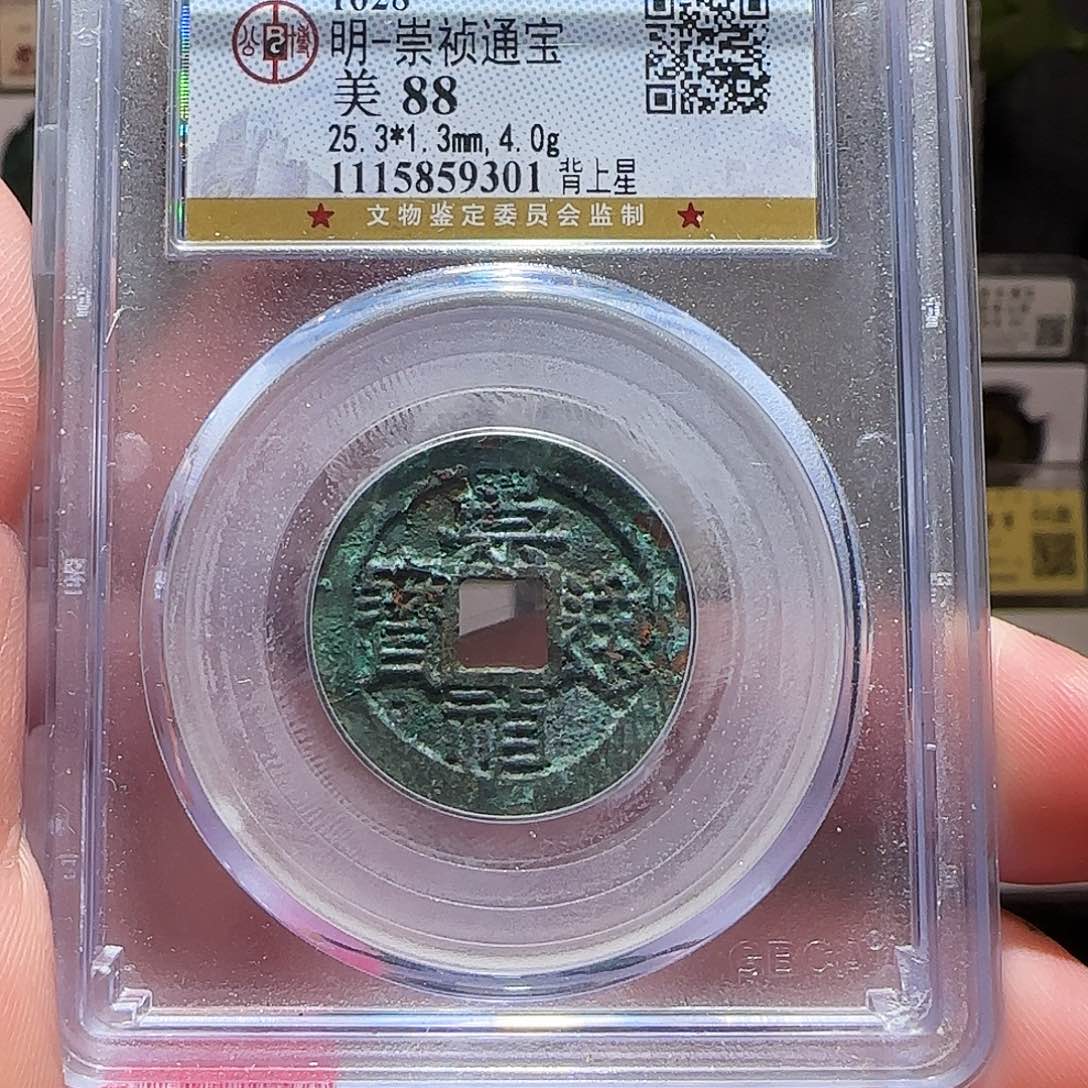 1628
明-崇祯通宝
美 88
25.3*1.3mm, 4.0g
1115859301 背上星
★ 文物鉴定委员会监制 ★
崇
寶 通
禎
GBCA